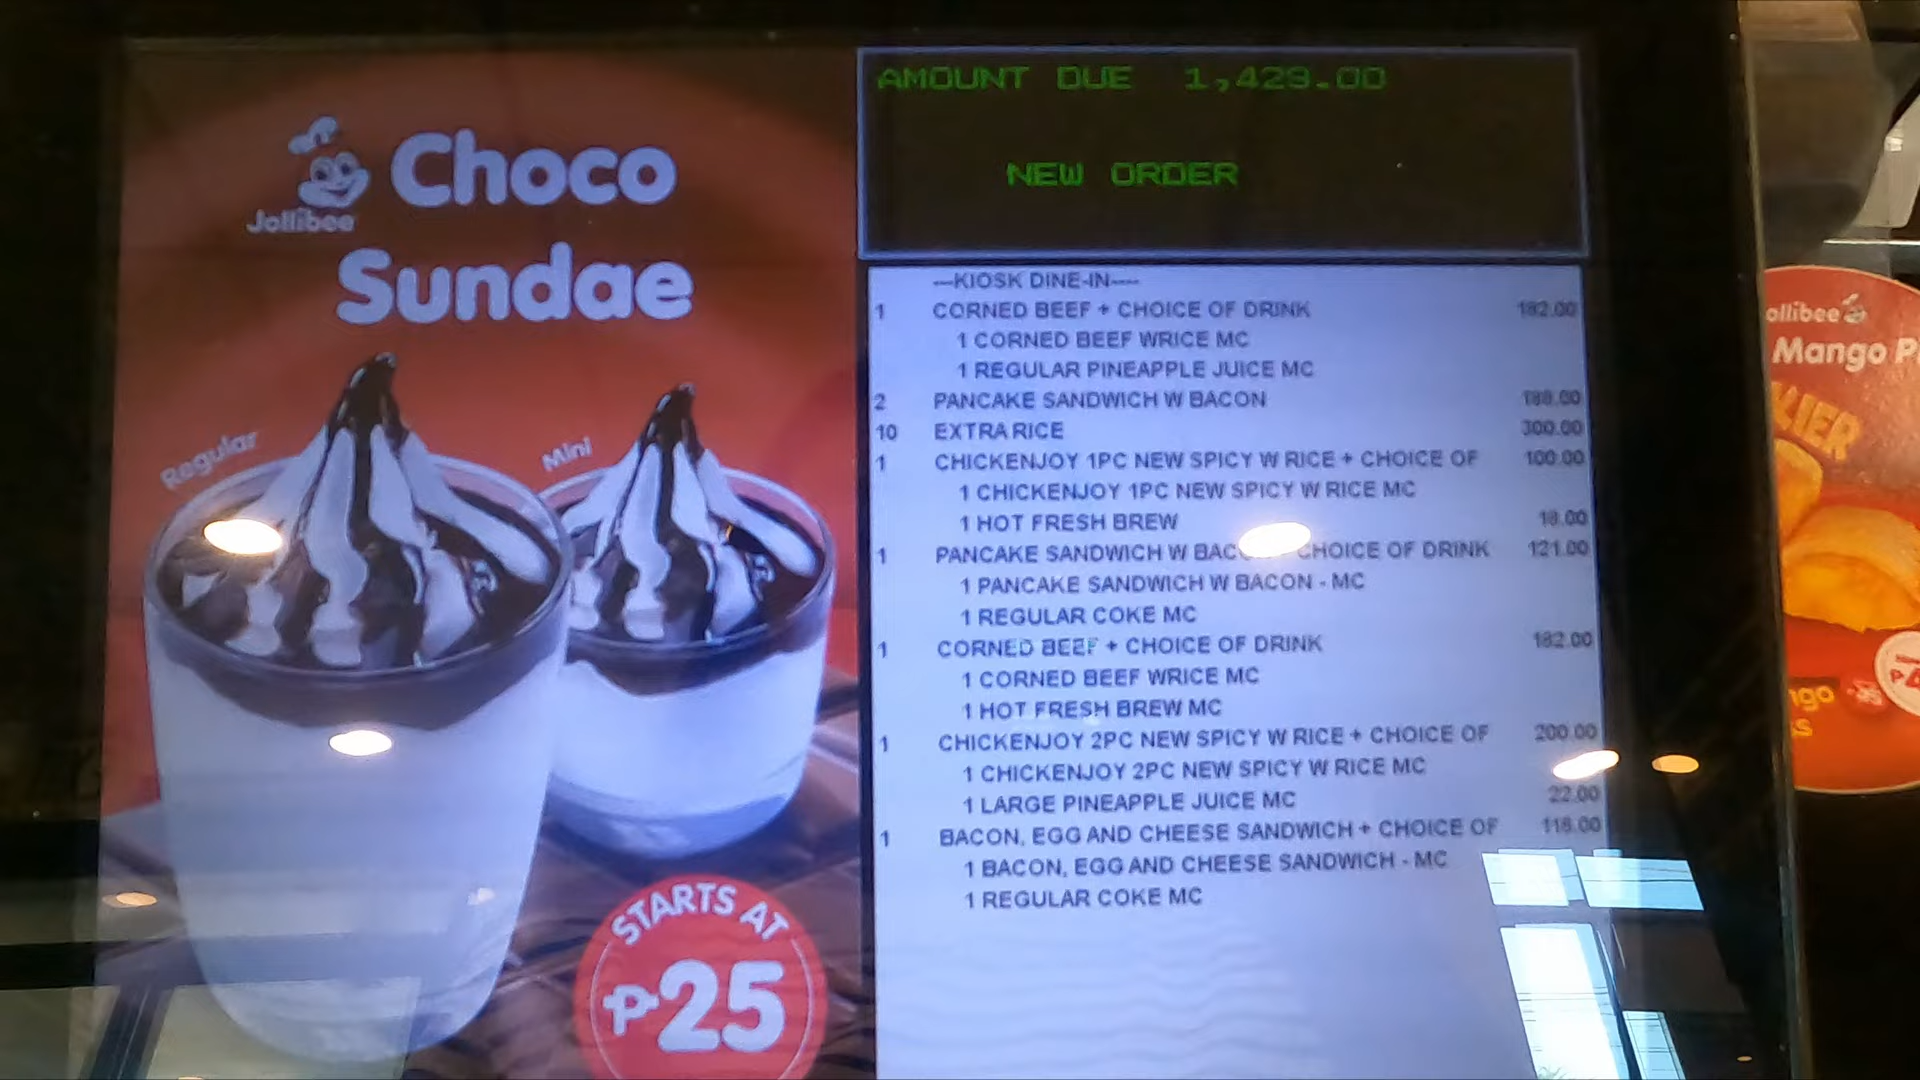 Jollibee
Choco
Sundae
Regular
Mini
STARTS AT
₱25
AMOUNT DUE 1,429.00
NEW ORDER
---KIOSK DINE-IN----
1 CORNED BEEF + CHOICE OF DRINK 182.00
1 CORNED BEEF WRICE MC
1 REGULAR PINEAPPLE JUICE MC
2 PANCAKE SANDWICH W BACON 188.00
10 EXTRA RICE 300.00
1 CHICKENJOY 1PC NEW SPICY W RICE + CHOICE OF 100.00
1 CHICKENJOY 1PC NEW SPICY W RICE MC
1 HOT FRESH BREW 18.00
1 PANCAKE SANDWICH W BAC CHOICE OF DRINK 121.00
1 PANCAKE SANDWICH W BACON - MC
1 REGULAR COKE MC
1 CORNED BEEF + CHOICE OF DRINK 182.00
1 CORNED BEEF WRICE MC
1 HOT FRESH BREW MC
1 CHICKENJOY 2PC NEW SPICY W RICE + CHOICE OF 200.00
1 CHICKENJOY 2PC NEW SPICY W RICE MC
1 LARGE PINEAPPLE JUICE MC 22.00
1 BACON, EGG AND CHEESE SANDWICH + CHOICE OF 116.00
1 BACON, EGG AND CHEESE SANDWICH - MC
1 REGULAR COKE MC
ollibee
Mango P
LIER